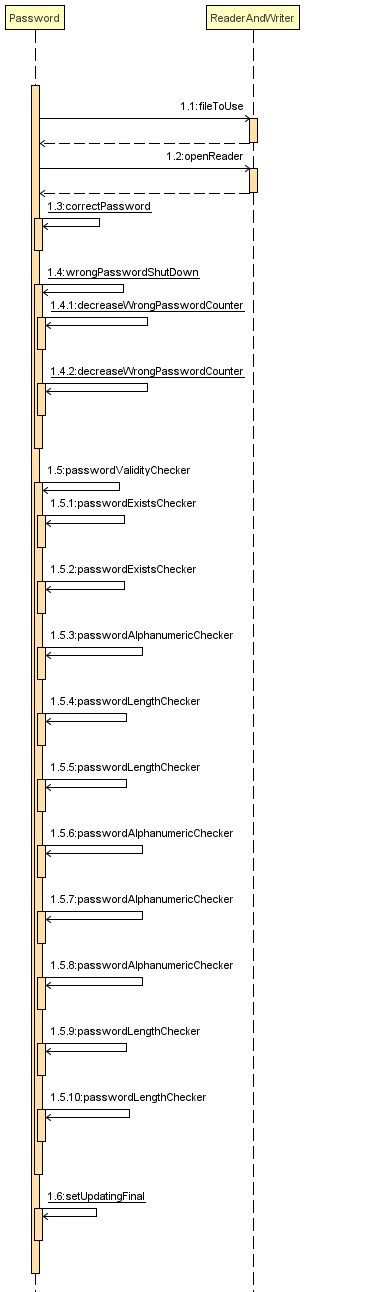 Password
ReaderAndWriter
1.1:fileToUse
1.2:openReader
1.3:correctPassword
1.4:wrongPasswordShutDown
1.4.1:decreaseWrongPasswordCounter
1.4.2:decreaseWrongPasswordCounter
1.5:passwordValidityChecker
1.5.1:passwordExistsChecker
1.5.2:passwordExistsChecker
1.5.3:passwordAlphanumericChecker
1.5.4:passwordLengthChecker
1.5.5:passwordLengthChecker
1.5.6:passwordAlphanumericChecker
1.5.7:passwordAlphanumericChecker
1.5.8:passwordAlphanumericChecker
1.5.9:passwordLengthChecker
1.5.10:passwordLengthChecker
1.6:setUpdatingFinal